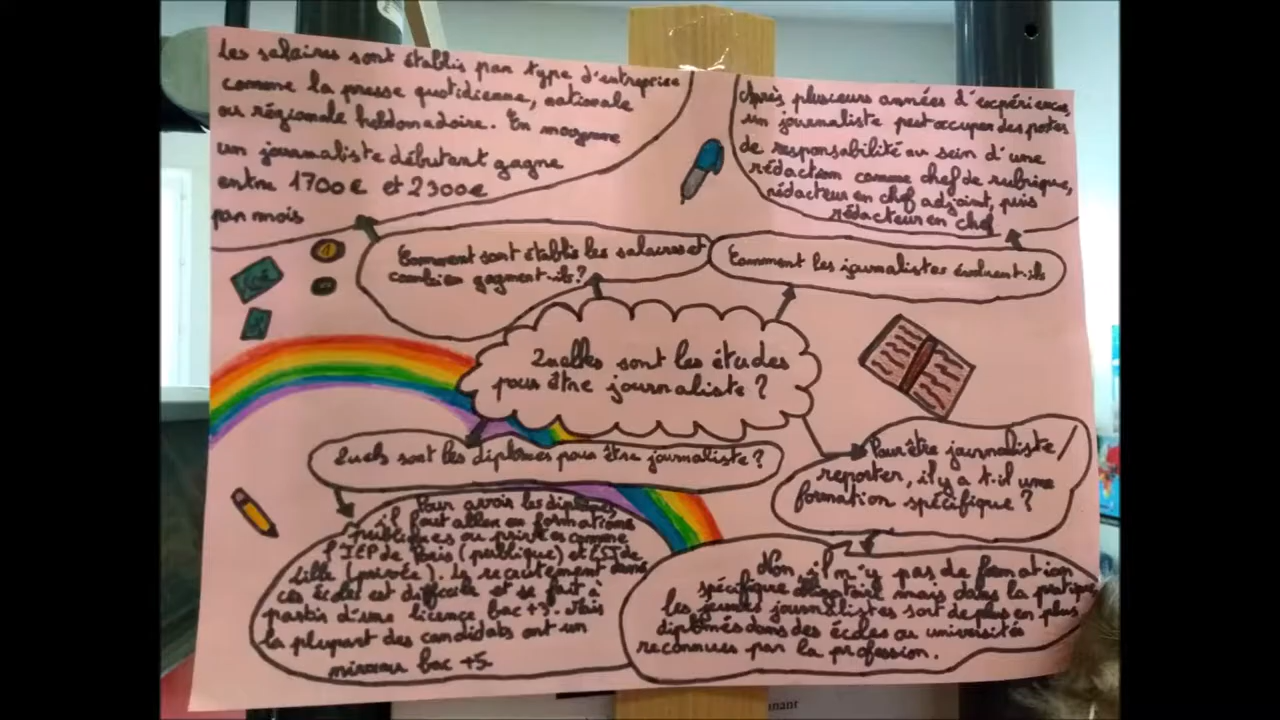 Les salaires sont établis par type d'entreprise
comme la presse quotidienne, nationale
ou régionale hebdomadoire. En moyenne
un journaliste débutant gagne
entre 1700€ et 2300€
par mois
Après plusieurs années d'expérience,
un journaliste peut occuper des postes
de responsabilité au sein d'une
rédaction comme chef de rubrique,
rédacteur en chef adjoint, puis
rédacteur en chef
Comment sont établis les salaires et
combien gagnent-ils?
Comment les journalistes évoluent-ils
Quelles sont les études
pour être journaliste ?
Quels sont les diplômes pour être journaliste ?
Pour être journaliste/
reporter, il y a t-il une
formation spécifique ?
Pour avoir les diplômes,
il faut aller en formations
publiques ou privées comme
l'IEP de Paris (publique) et de
Lille (privée). Le recrutement dans
ces écoles est difficile et se fait à
partir d'une licence bac +3. Mais
la plupart des candidats ont un
niveau bac +5
Non, il n'y pas de formation
spécifique mais dans la pratique
les jeunes journalistes sont de plus en plus
diplômés dans des écoles ou universités
reconnues par la profession.
nant